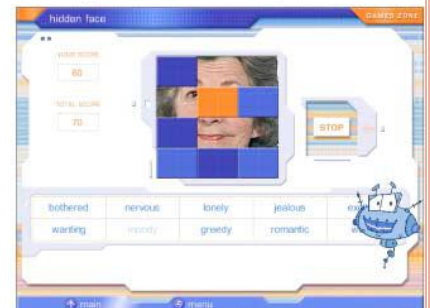 hidden face
GAMES ZONE
YOUR SCORE
60
TOTAL SCORE
70
STOP
bothered nervous lonely jealous
wanting moody greedy romantic
main menu